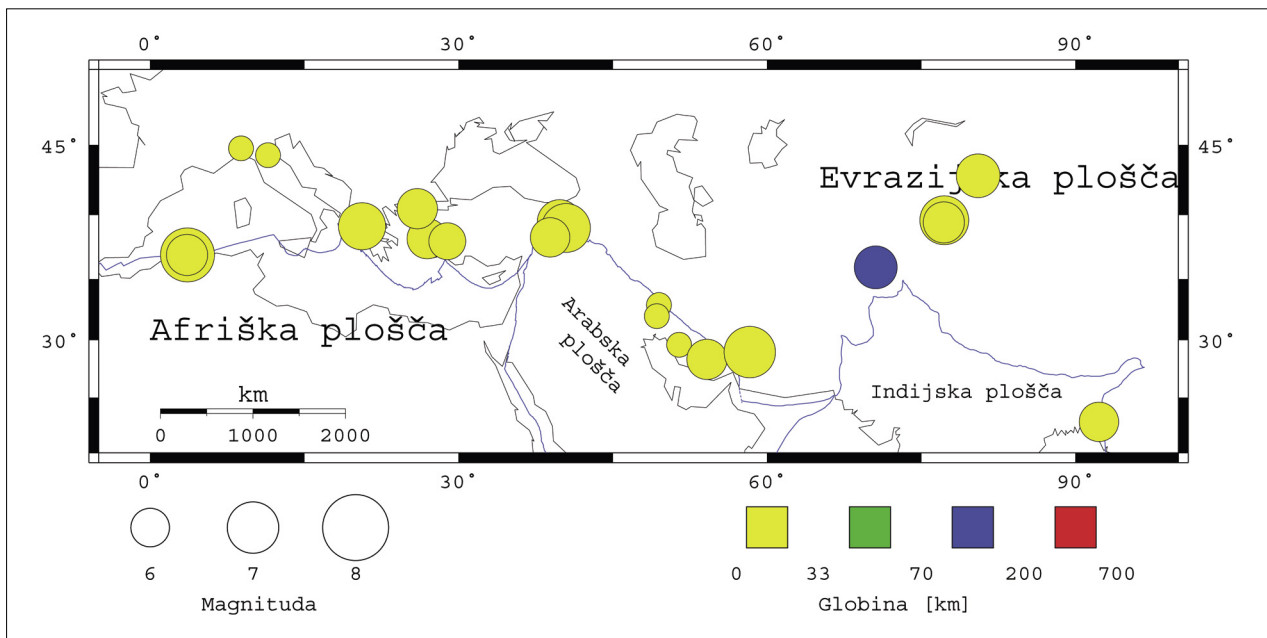 0° 30° 60° 90°
45° 45°
Evrazijska plošča
Afriška plošča
Arabska
plošča
30° 30°
Indijska plošča
km
0 1000 2000
0° 30° 60° 90°
6 7 8
Magnituda
0 33 70 200 700
Globina [km]